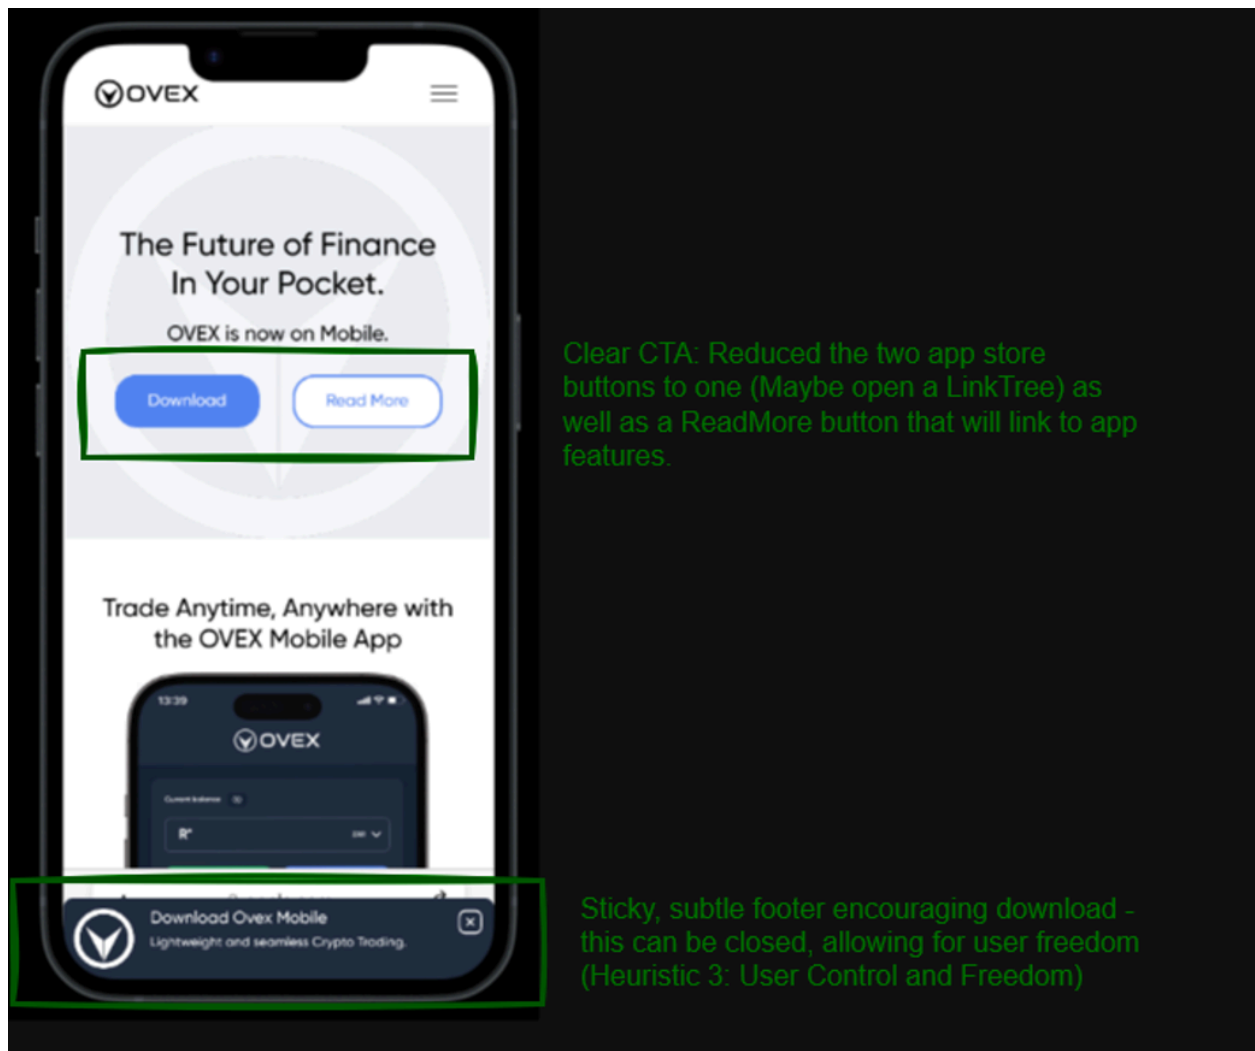 OVEX
The Future of Finance
In Your Pocket.
OVEX is now on Mobile.
Download
Read More
Clear CTA: Reduced the two app store
buttons to one (Maybe open a LinkTree) as
well as a ReadMore button that will link to app
features.
Trade Anytime, Anywhere with
the OVEX Mobile App
13:39
OVEX
Current balance
Download Ovex Mobile
Lightweight and seamless Crypto Trading.
Sticky, subtle footer encouraging download -
this can be closed, allowing for user freedom
(Heuristic 3: User Control and Freedom)